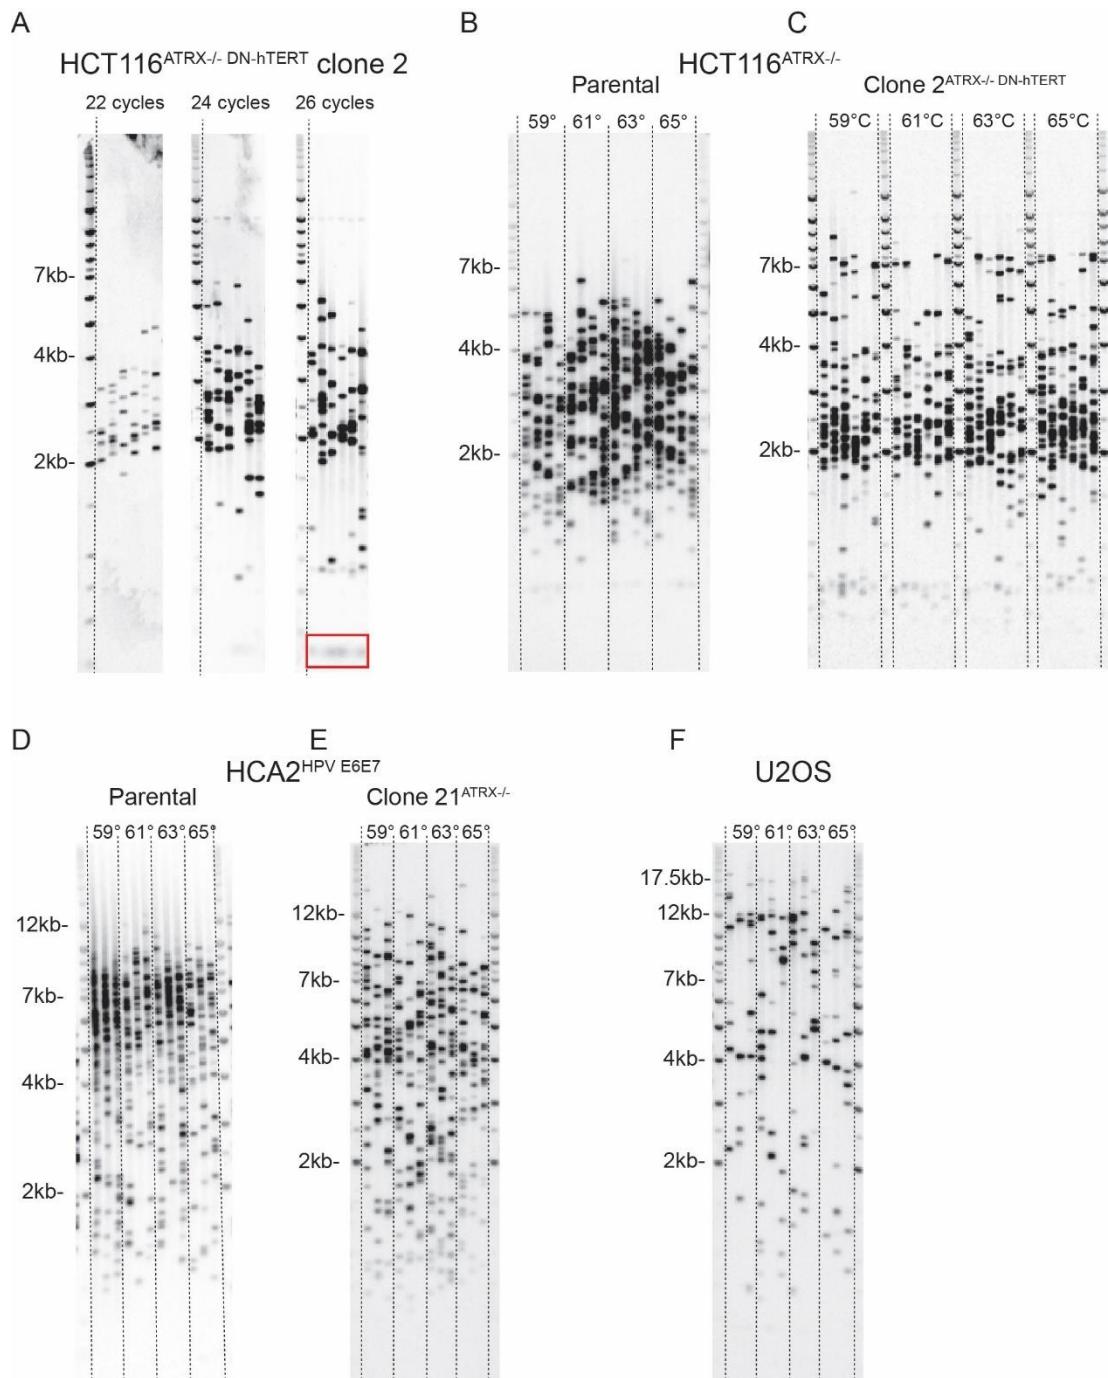 A
HCT116ATRX-/- DN-hTERT clone 2
22 cycles 24 cycles 26 cycles
7kb-
4kb-
2kb-
B C
HCT116ATRX-/-
Parental Clone 2ATRX-/- DN-hTERT
59° 61° 63° 65° 59°C 61°C 63°C 65°C
7kb- 7kb-
4kb- 4kb-
2kb- 2kb-
D E
HCA2HPV E6E7
Parental Clone 21ATRX-/-
59° 61° 63° 65° 59° 61° 63° 65°
12kb- 12kb-
7kb- 7kb-
4kb- 4kb-
2kb- 2kb-
F
U2OS
59° 61° 63° 65°
17.5kb-
12kb-
7kb-
4kb-
2kb-